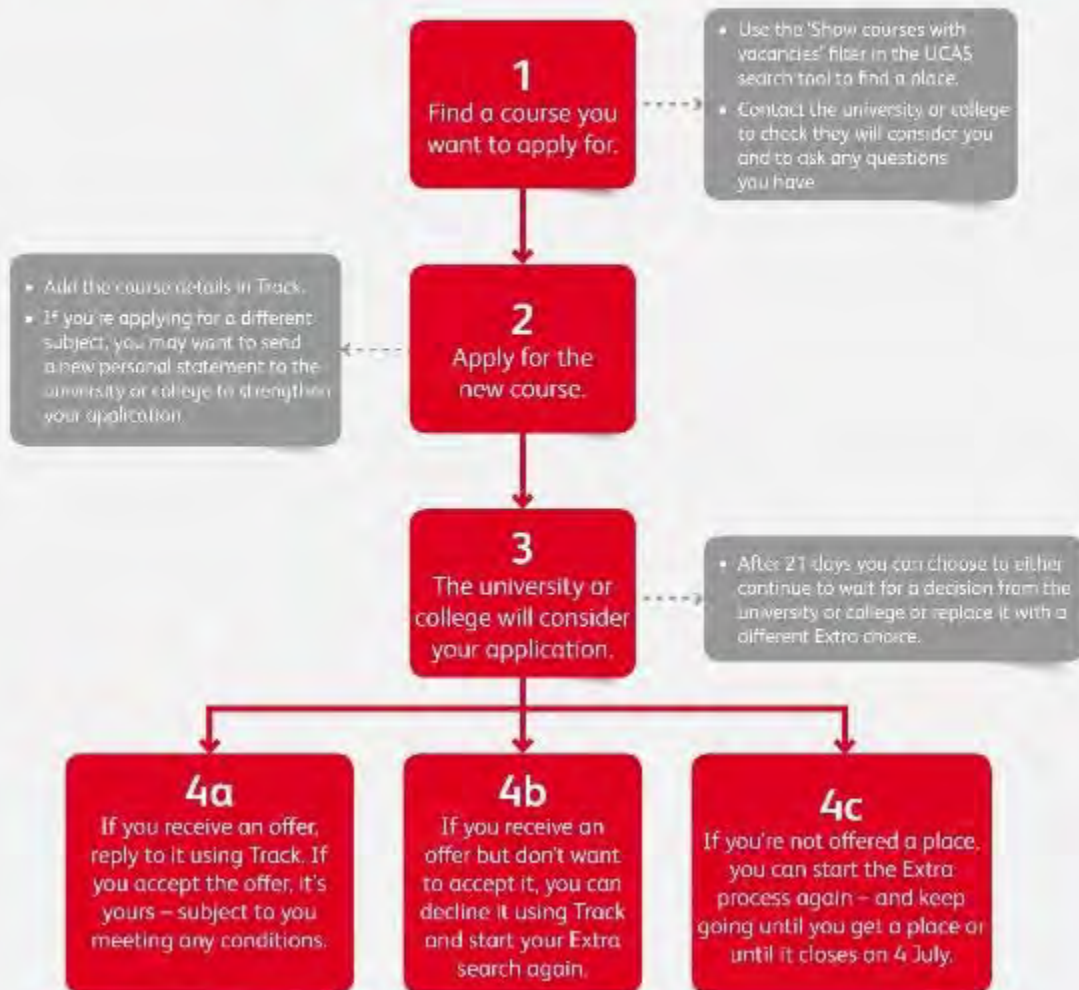 1
Find a course you
want to apply for.
• Use the 'Show courses with
vacancies' filter in the UCAS
search tool to find a place.
• Contact the university or college
to check they will consider you
and to ask any questions
you have
• Add the course details in Track.
• If you're applying for a different
subject, you may want to send
a new personal statement to the
university or college to strengthen
your application
2
Apply for the
new course.
3
The university or
college will consider
your application.
• After 21 days you can choose to either
continue to wait for a decision from the
university or college or replace it with a
different Extra choice.
4a
If you receive an offer,
reply to it using Track. If
you accept the offer, it's
yours – subject to you
meeting any conditions.
4b
If you receive an
offer but don't want
to accept it, you can
decline it using Track
and start your Extra
search again.
4c
If you're not offered a place,
you can start the Extra
process again – and keep
going until you get a place or
until it closes on 4 July.